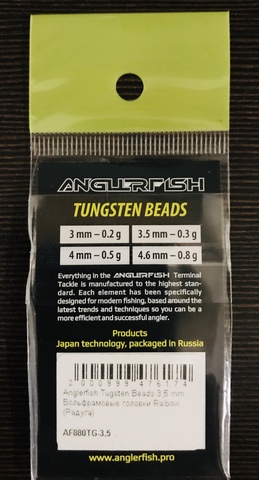 ANGLERFISH
TUNGSTEN BEADS
3 mm – 0.2 g
3.5 mm – 0.3 g
4 mm – 0.5 g
4.6 mm – 0.8 g
Everything in the ANGLERFISH Terminal
Tackle is manufactured to the highest stan-
dard. Each element has been specifically
designed for modern fishing, based around the
latest trends and techniques so you can be a
more efficient and successful angler.
Products
Japan technology, packaged in Russia
2 000999 476174
Anglerfish Tugsten Beads 3,5 mm
Вольфрамовые головки Raibow
(Радуга)
AF880TG-3,5
www.anglerfish.pro